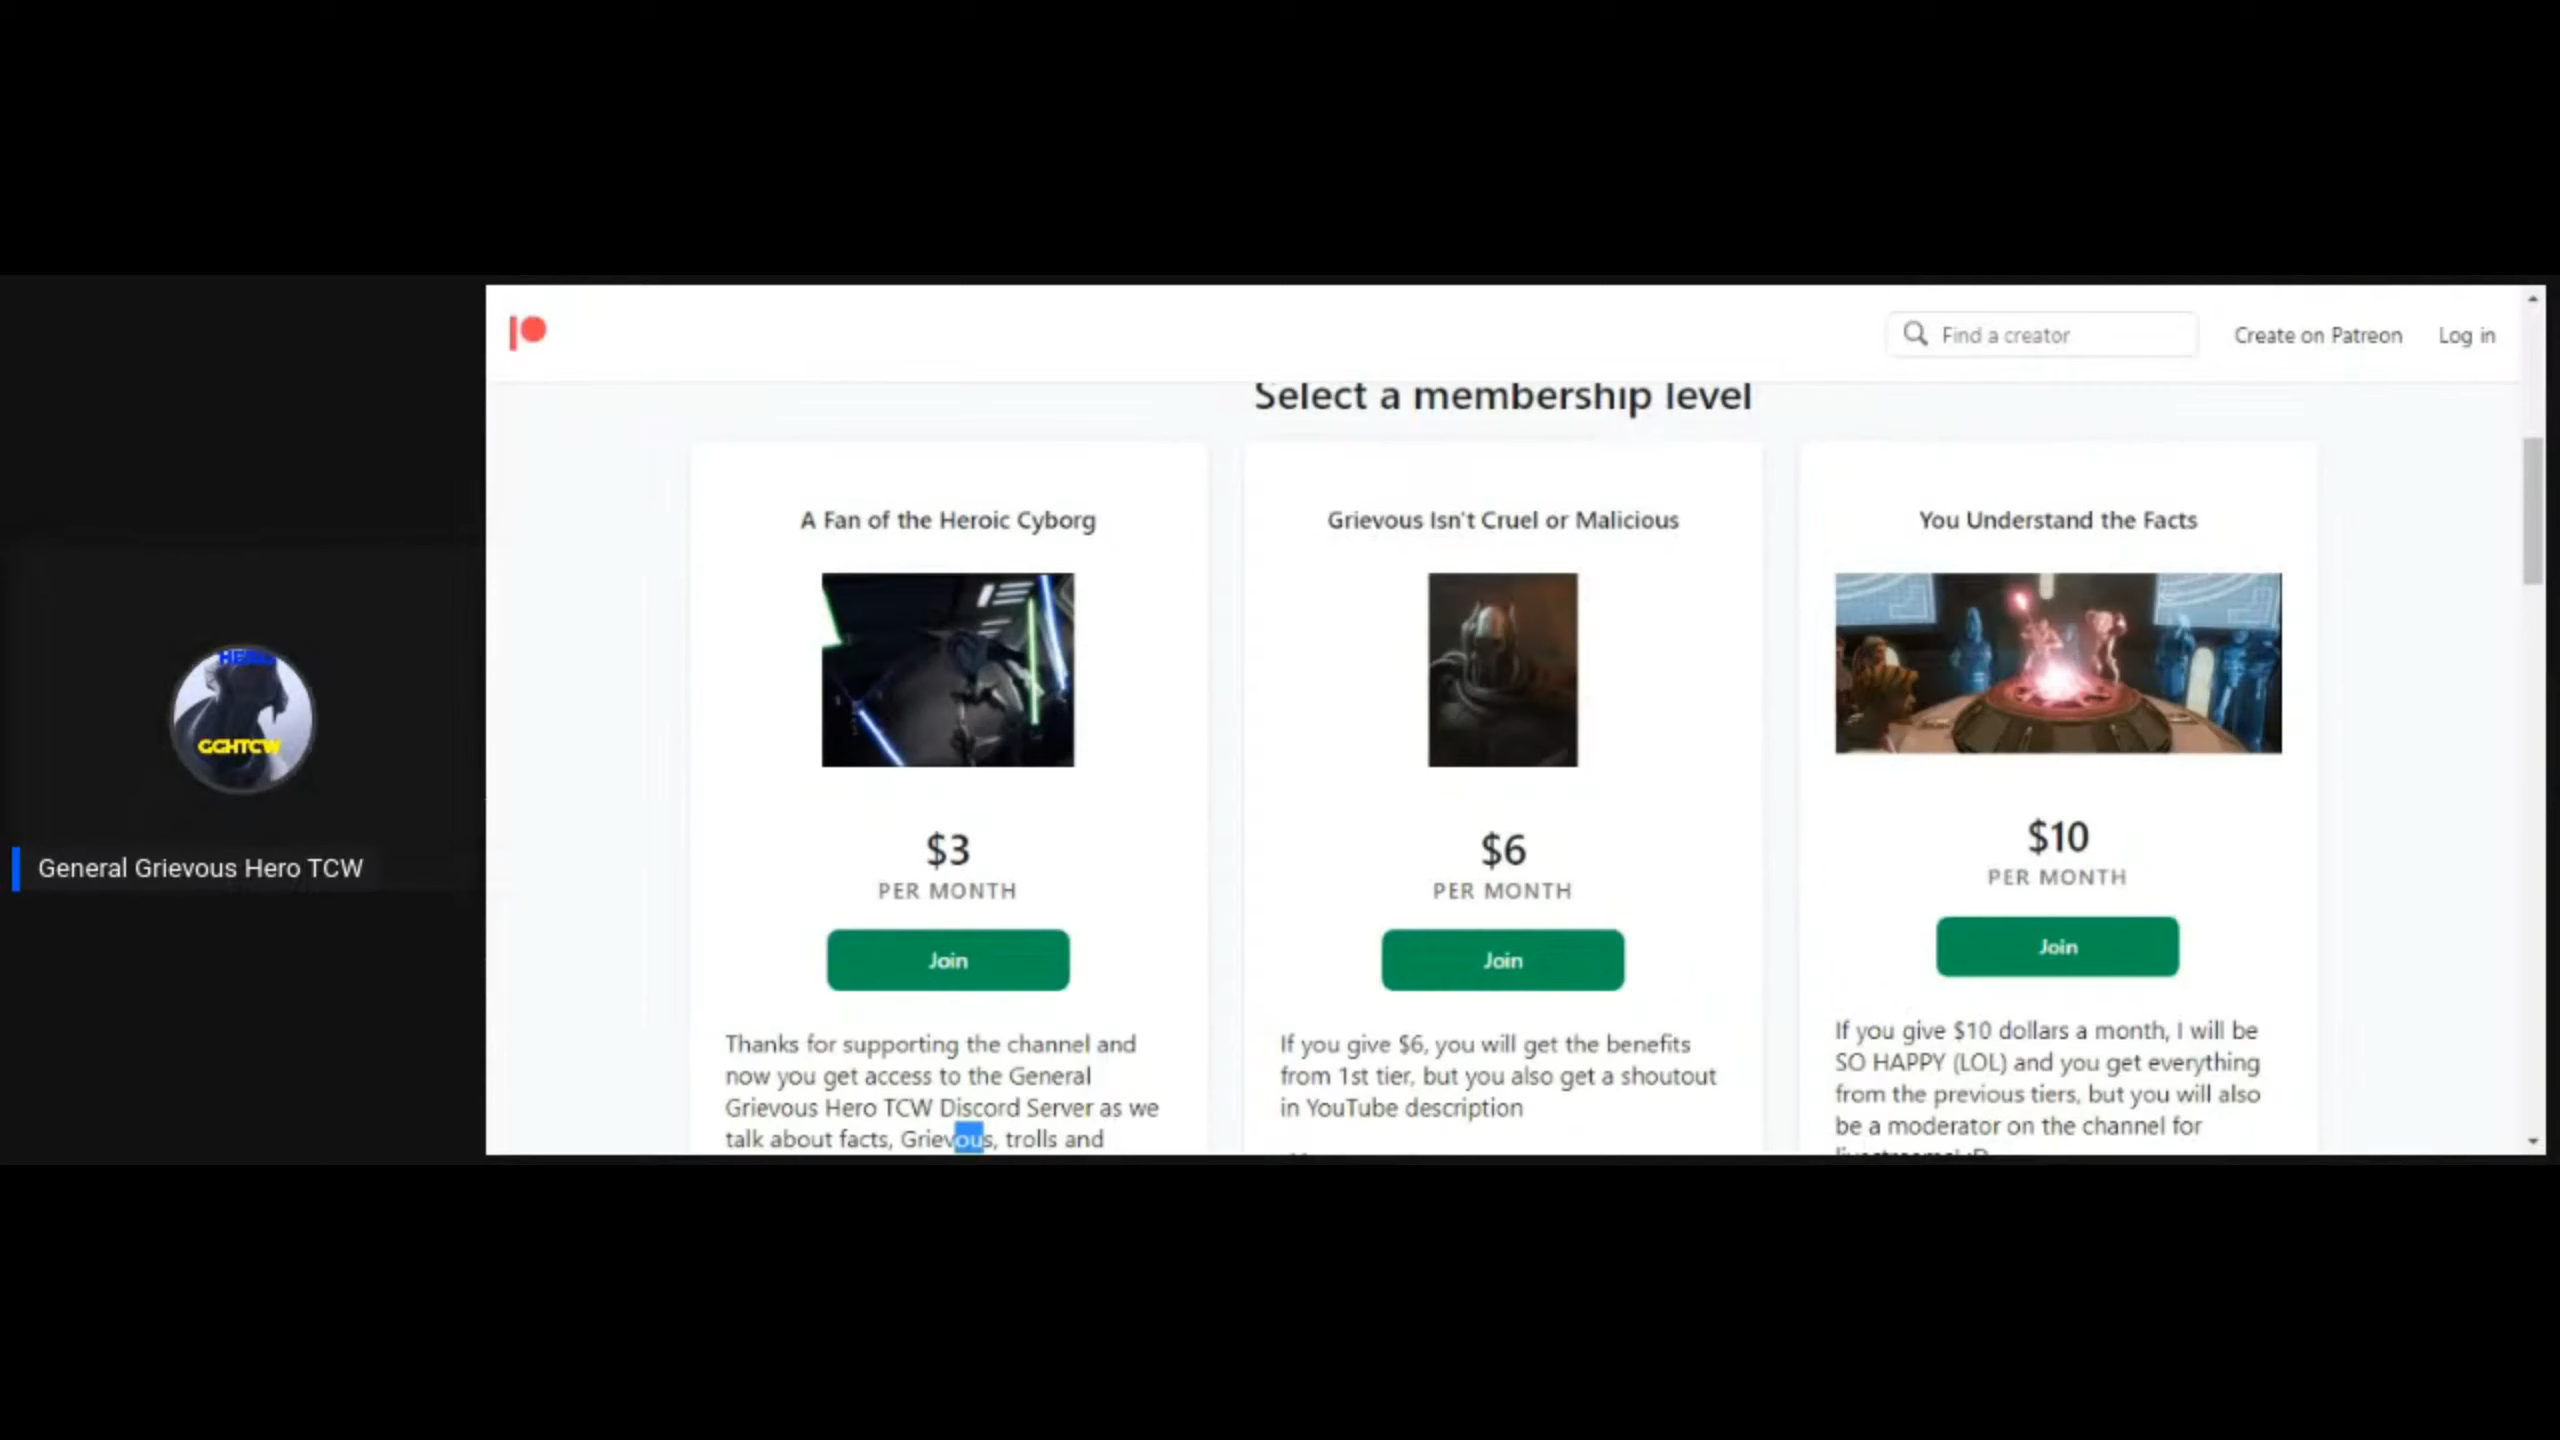 Find a creator
Create on Patreon
Log in
Select a membership level
A Fan of the Heroic Cyborg
$3
PER MONTH
Join
Thanks for supporting the channel and
now you get access to the General
Grievous Hero TCW Discord Server as we
talk about facts, Grievous, trolls and
Grievous Isn't Cruel or Malicious
$6
PER MONTH
Join
If you give $6, you will get the benefits
from 1st tier, but you also get a shoutout
in YouTube description
You Understand the Facts
$10
PER MONTH
Join
If you give $10 dollars a month, I will be
SO HAPPY (LOL) and you get everything
from the previous tiers, but you will also
be a moderator on the channel for
HERO
GGHTCW
General Grievous Hero TCW